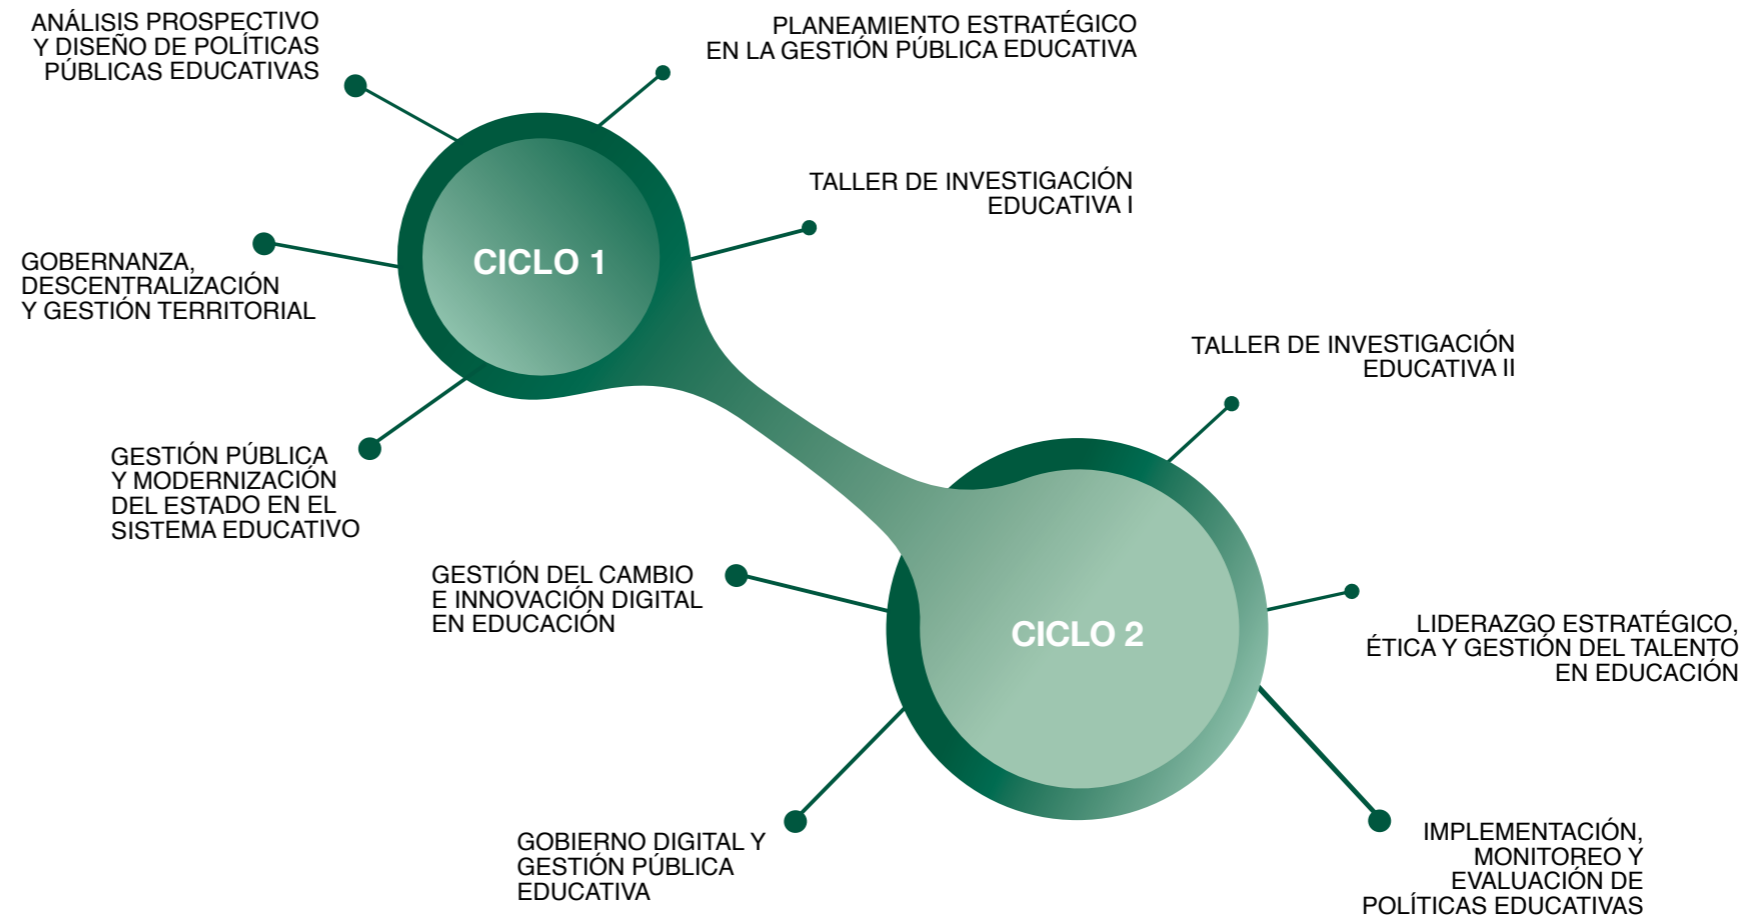 ANÁLISIS PROSPECTIVO
Y DISEÑO DE POLÍTICAS
PÚBLICAS EDUCATIVAS
PLANEAMIENTO ESTRATÉGICO
EN LA GESTIÓN PÚBLICA EDUCATIVA
TALLER DE INVESTIGACIÓN
EDUCATIVA I
CICLO 1
GOBERNANZA,
DESCENTRALIZACIÓN
Y GESTIÓN TERRITORIAL
GESTIÓN PÚBLICA
Y MODERNIZACIÓN
DEL ESTADO EN EL
SISTEMA EDUCATIVO
TALLER DE INVESTIGACIÓN
EDUCATIVA II
GESTIÓN DEL CAMBIO
E INNOVACIÓN DIGITAL
EN EDUCACIÓN
CICLO 2
LIDERAZGO ESTRATÉGICO,
ÉTICA Y GESTIÓN DEL TALENTO
EN EDUCACIÓN
GOBIERNO DIGITAL Y
GESTIÓN PÚBLICA
EDUCATIVA
IMPLEMENTACIÓN,
MONITOREO Y
EVALUACIÓN DE
POLÍTICAS EDUCATIVAS